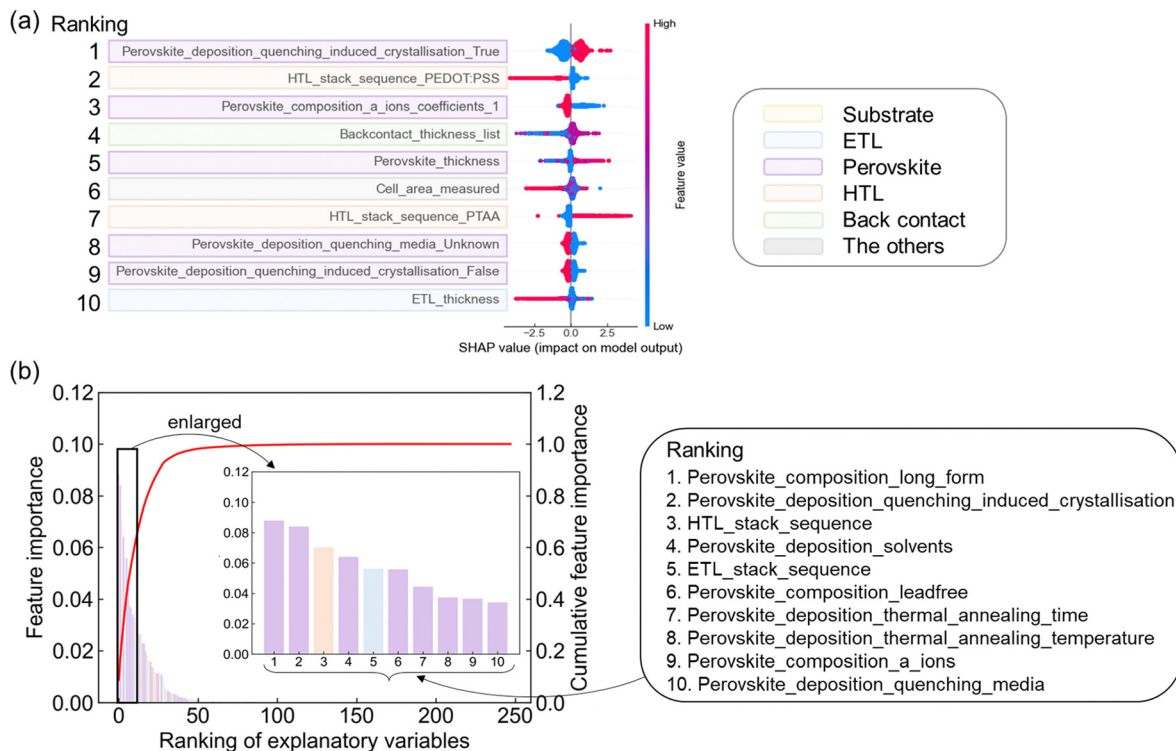 (a) Ranking
1 Perovskite_deposition_quenching_induced_crystallisation_True
2 HTL_stack_sequence_PEDOT:PSS
3 Perovskite_composition_a_ions_coefficients_1
4 Backcontact_thickness_list
5 Perovskite_thickness
6 Cell_area_measured
7 HTL_stack_sequence_PTAA
8 Perovskite_deposition_quenching_media_Unknown
9 Perovskite_deposition_quenching_induced_crystallisation_False
10 ETL_thickness
−2.5 0.0 2.5
SHAP value (impact on model output)
High
Feature value
Low
Substrate
ETL
Perovskite
HTL
Back contact
The others
(b)
0.12
0.10
0.08
0.06
0.04
0.02
0.00
Feature importance
enlarged
0.12
0.10
0.08
0.06
0.04
0.02
0.00
1 2 3 4 5 6 7 8 9 10
1.2
1.0
0.8
0.6
0.4
0.2
0.0
Cumulative feature importance
0 50 100 150 200 250
Ranking of explanatory variables
Ranking
1. Perovskite_composition_long_form
2. Perovskite_deposition_quenching_induced_crystallisation
3. HTL_stack_sequence
4. Perovskite_deposition_solvents
5. ETL_stack_sequence
6. Perovskite_composition_leadfree
7. Perovskite_deposition_thermal_annealing_time
8. Perovskite_deposition_thermal_annealing_temperature
9. Perovskite_composition_a_ions
10. Perovskite_deposition_quenching_media